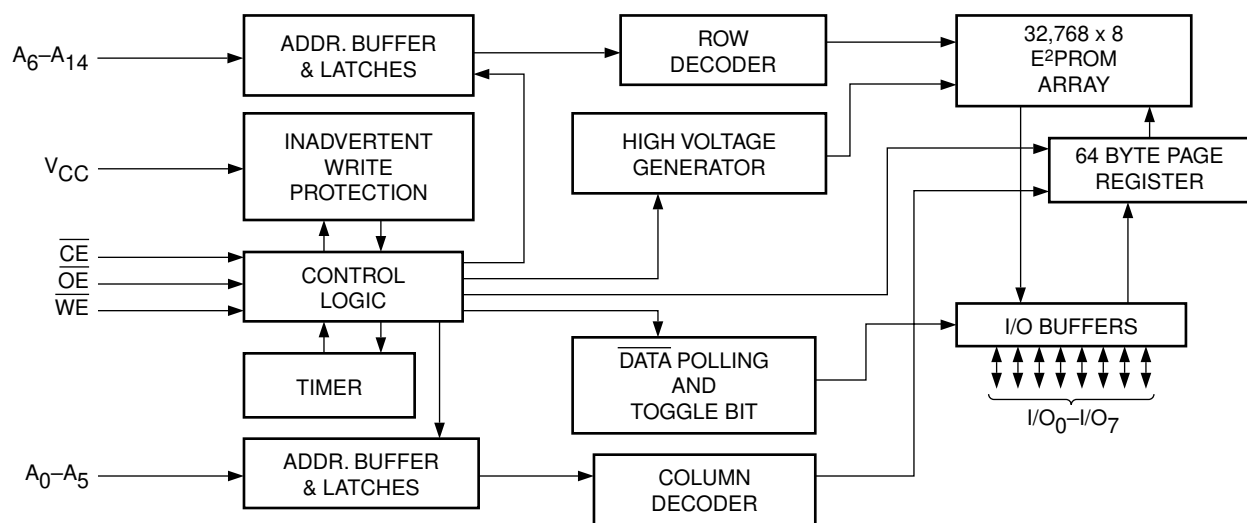 A6–A14
ADDR. BUFFER
& LATCHES
ROW
DECODER
32,768 x 8
E²PROM
ARRAY
VCC
INADVERTENT
WRITE
PROTECTION
HIGH VOLTAGE
GENERATOR
64 BYTE PAGE
REGISTER
CE
OE
WE
CONTROL
LOGIC
TIMER
DATA POLLING
AND
TOGGLE BIT
I/O BUFFERS
I/O0–I/O7
A0–A5
ADDR. BUFFER
& LATCHES
COLUMN
DECODER